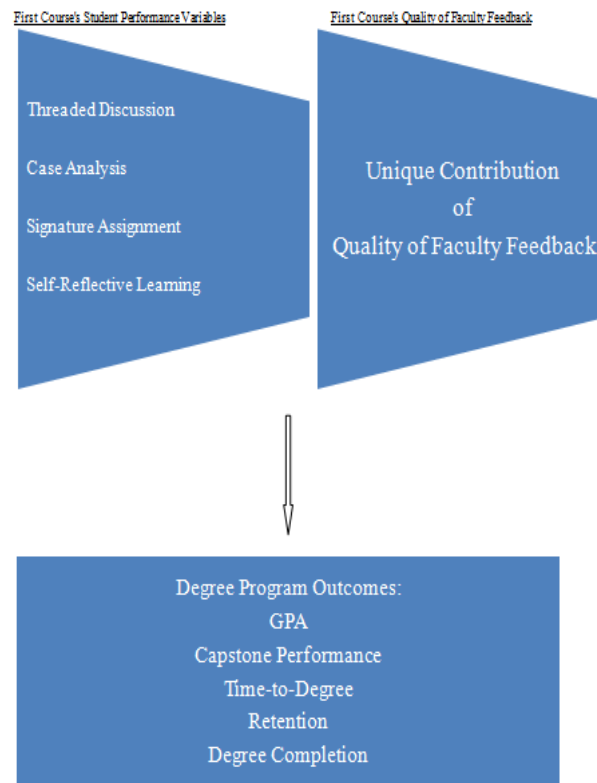 First Course's Student Performance Variables
First Course's Quality of Faculty Feedback
Threaded Discussion
Case Analysis
Signature Assignment
Self-Reflective Learning
Unique Contribution
of
Quality of Faculty Feedback
Degree Program Outcomes:
GPA
Capstone Performance
Time-to-Degree
Retention
Degree Completion